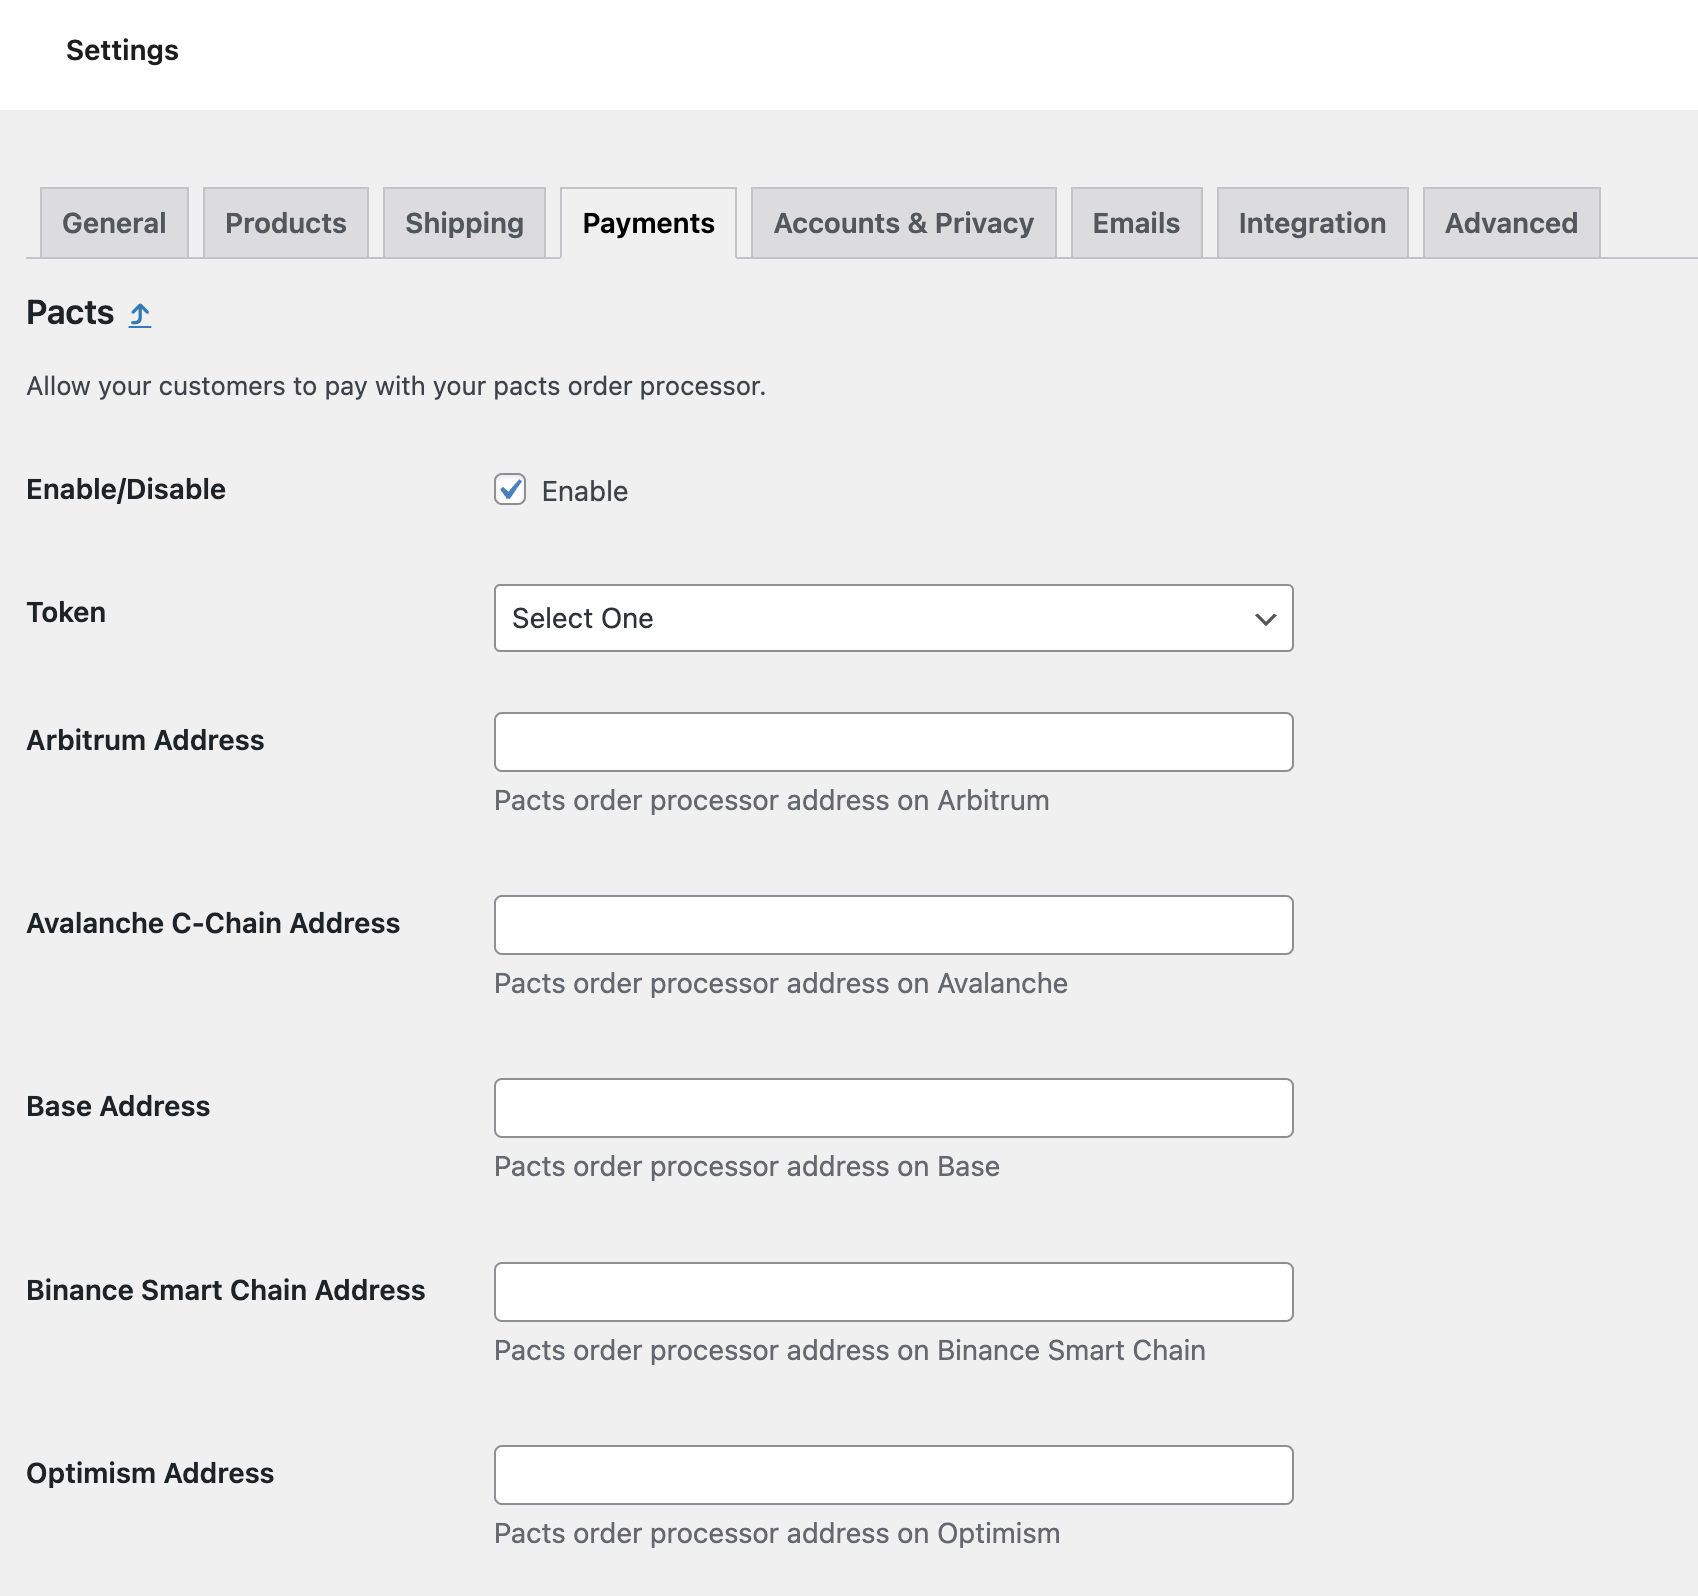 Settings
General Products Shipping Payments Accounts & Privacy Emails Integration Advanced
Pacts
Allow your customers to pay with your pacts order processor.
Enable/Disable Enable
Token Select One
Arbitrum Address
Pacts order processor address on Arbitrum
Avalanche C-Chain Address
Pacts order processor address on Avalanche
Base Address
Pacts order processor address on Base
Binance Smart Chain Address
Pacts order processor address on Binance Smart Chain
Optimism Address
Pacts order processor address on Optimism